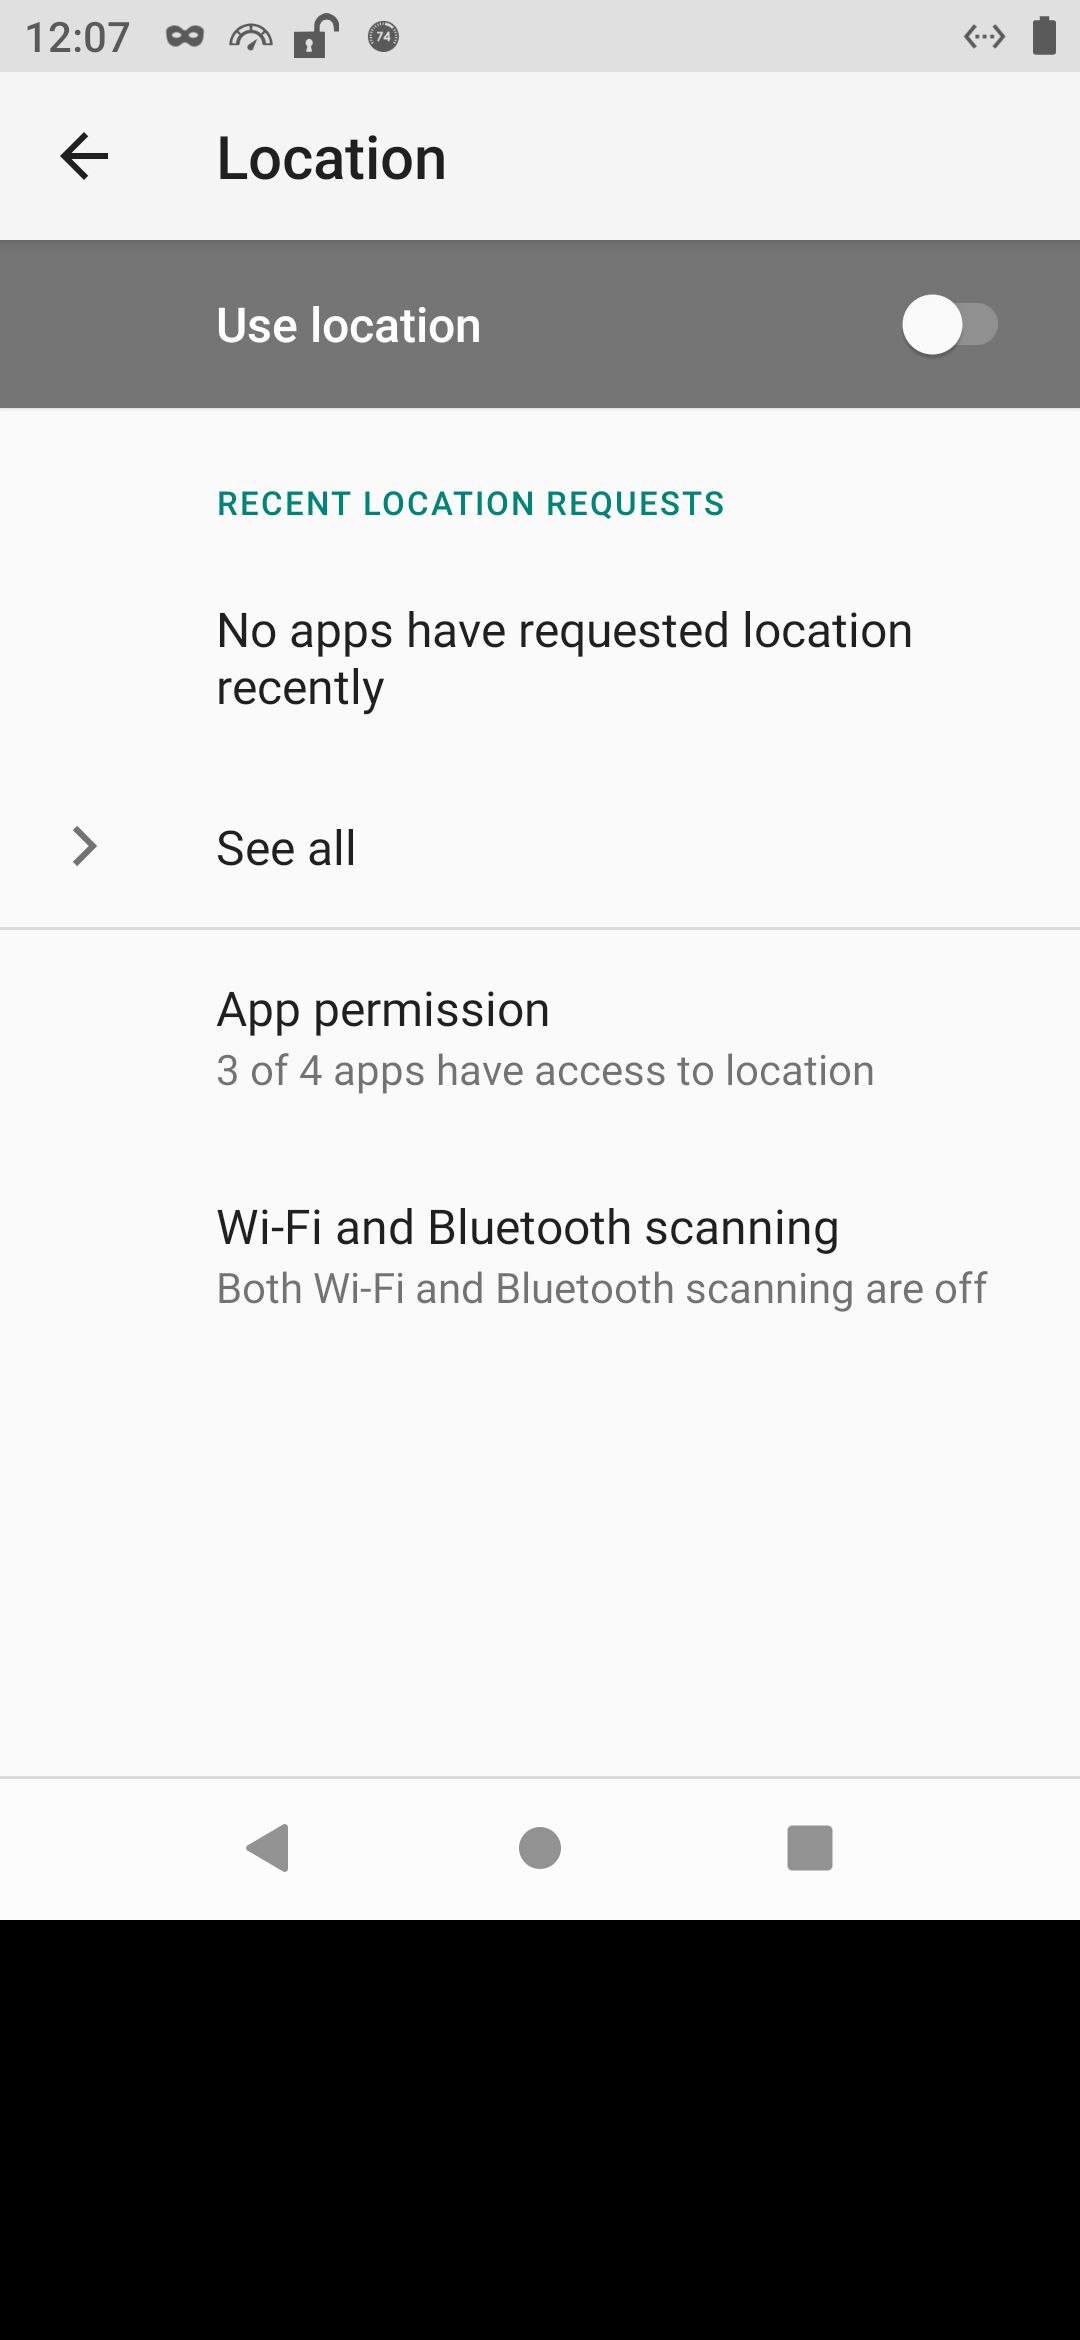 12:07 74
Location
Use location
RECENT LOCATION REQUESTS
No apps have requested location
recently
See all
App permission
3 of 4 apps have access to location
Wi-Fi and Bluetooth scanning
Both Wi-Fi and Bluetooth scanning are off